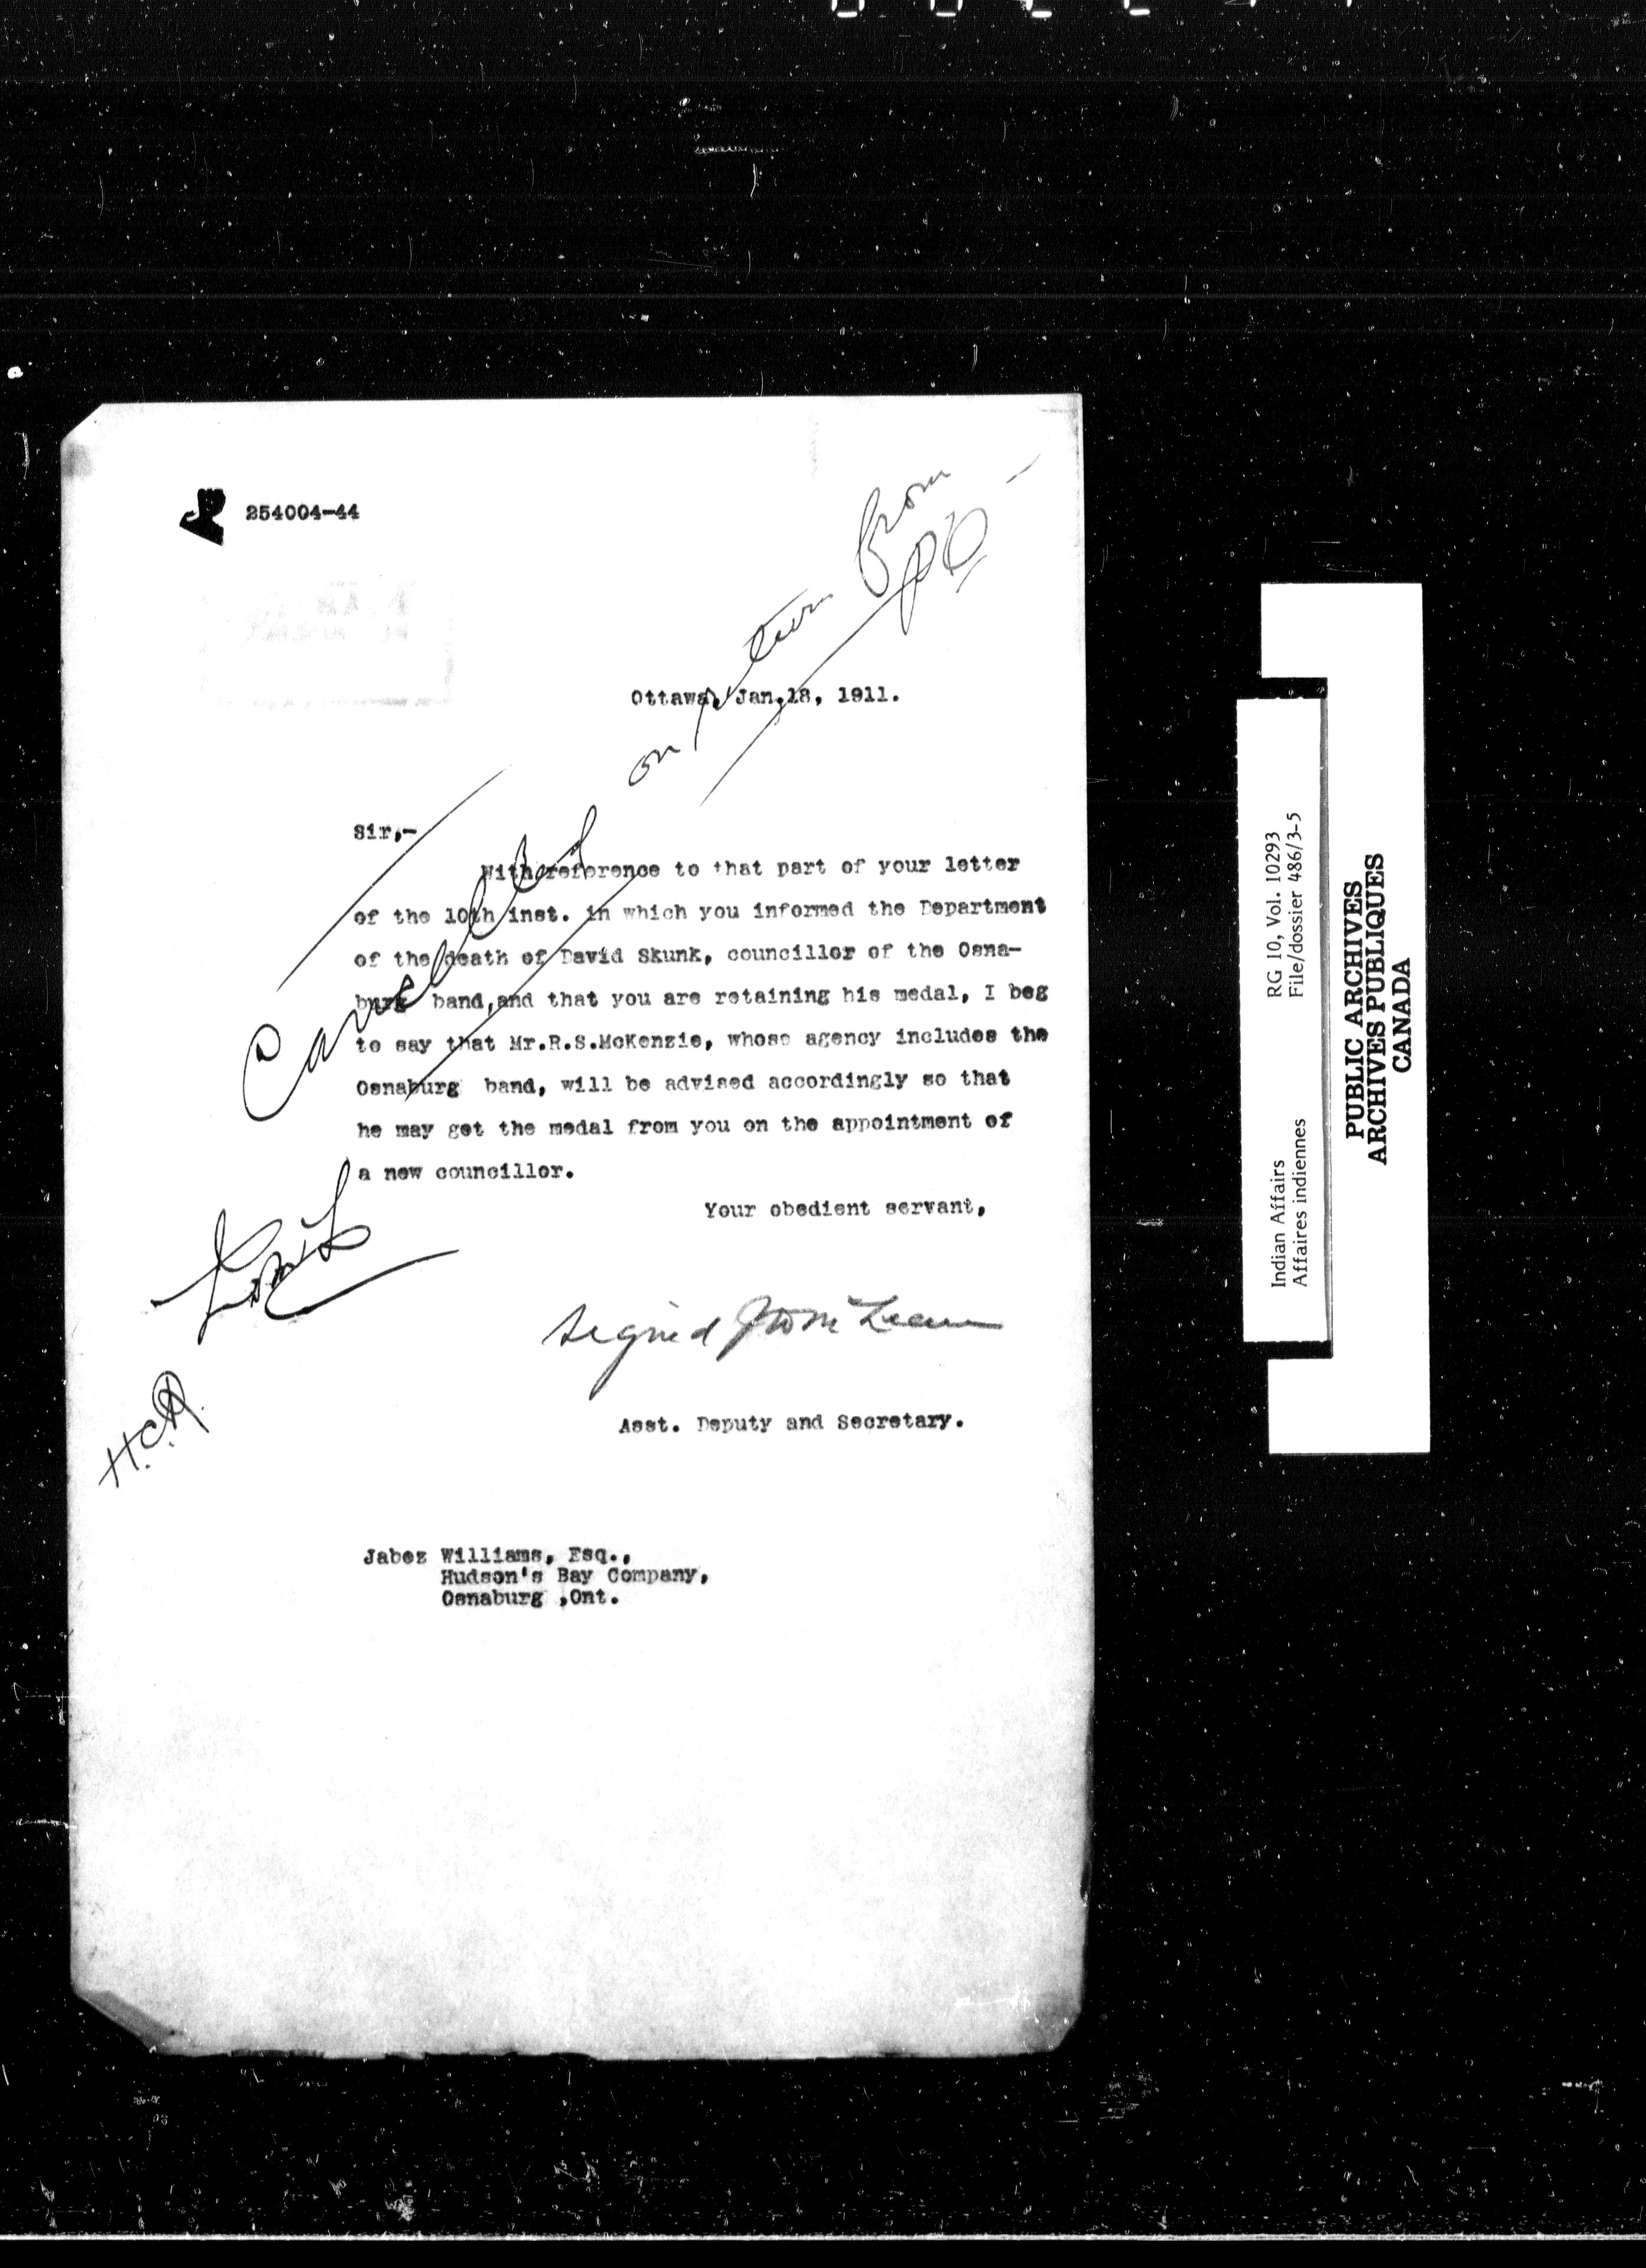 254004-44
Cancelled on return from
PO
Ottawa, Jan.18, 1911.
Sir,-
With reference to that part of your letter
of the 10th inst. in which you informed the Department
of the death of David Skunk, councillor of the Osna-
burg band, and that you are retaining his medal, I beg
to say that Mr.R.S.McKenzie, whose agency includes the
Osnaburg band, will be advised accordingly so that
he may get the medal from you on the appointment of
a new councillor.
Your obedient servant,
Signed J D McLean
Asst. Deputy and Secretary.
H.C.R.
Jabez Williams, Esq.,
Hudson's Bay Company,
Osnaburg ,Ont.
Indian Affairs RG 10, Vol. 10293
Affaires indiennes File/dossier 486/3-5
PUBLIC ARCHIVES
ARCHIVES PUBLIQUES
CANADA